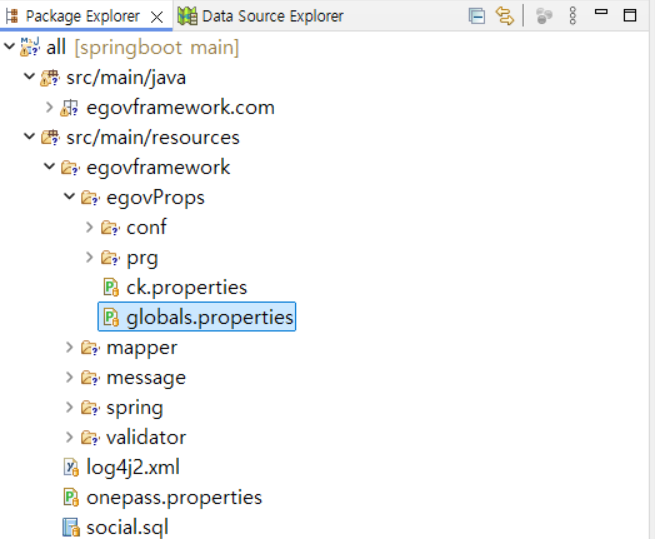 Package Explorer Data Source Explorer
all [springboot main]
src/main/java
egovframework.com
src/main/resources
egovframework
egovProps
conf
prg
ck.properties
globals.properties
mapper
message
spring
validator
log4j2.xml
onepass.properties
social.sql